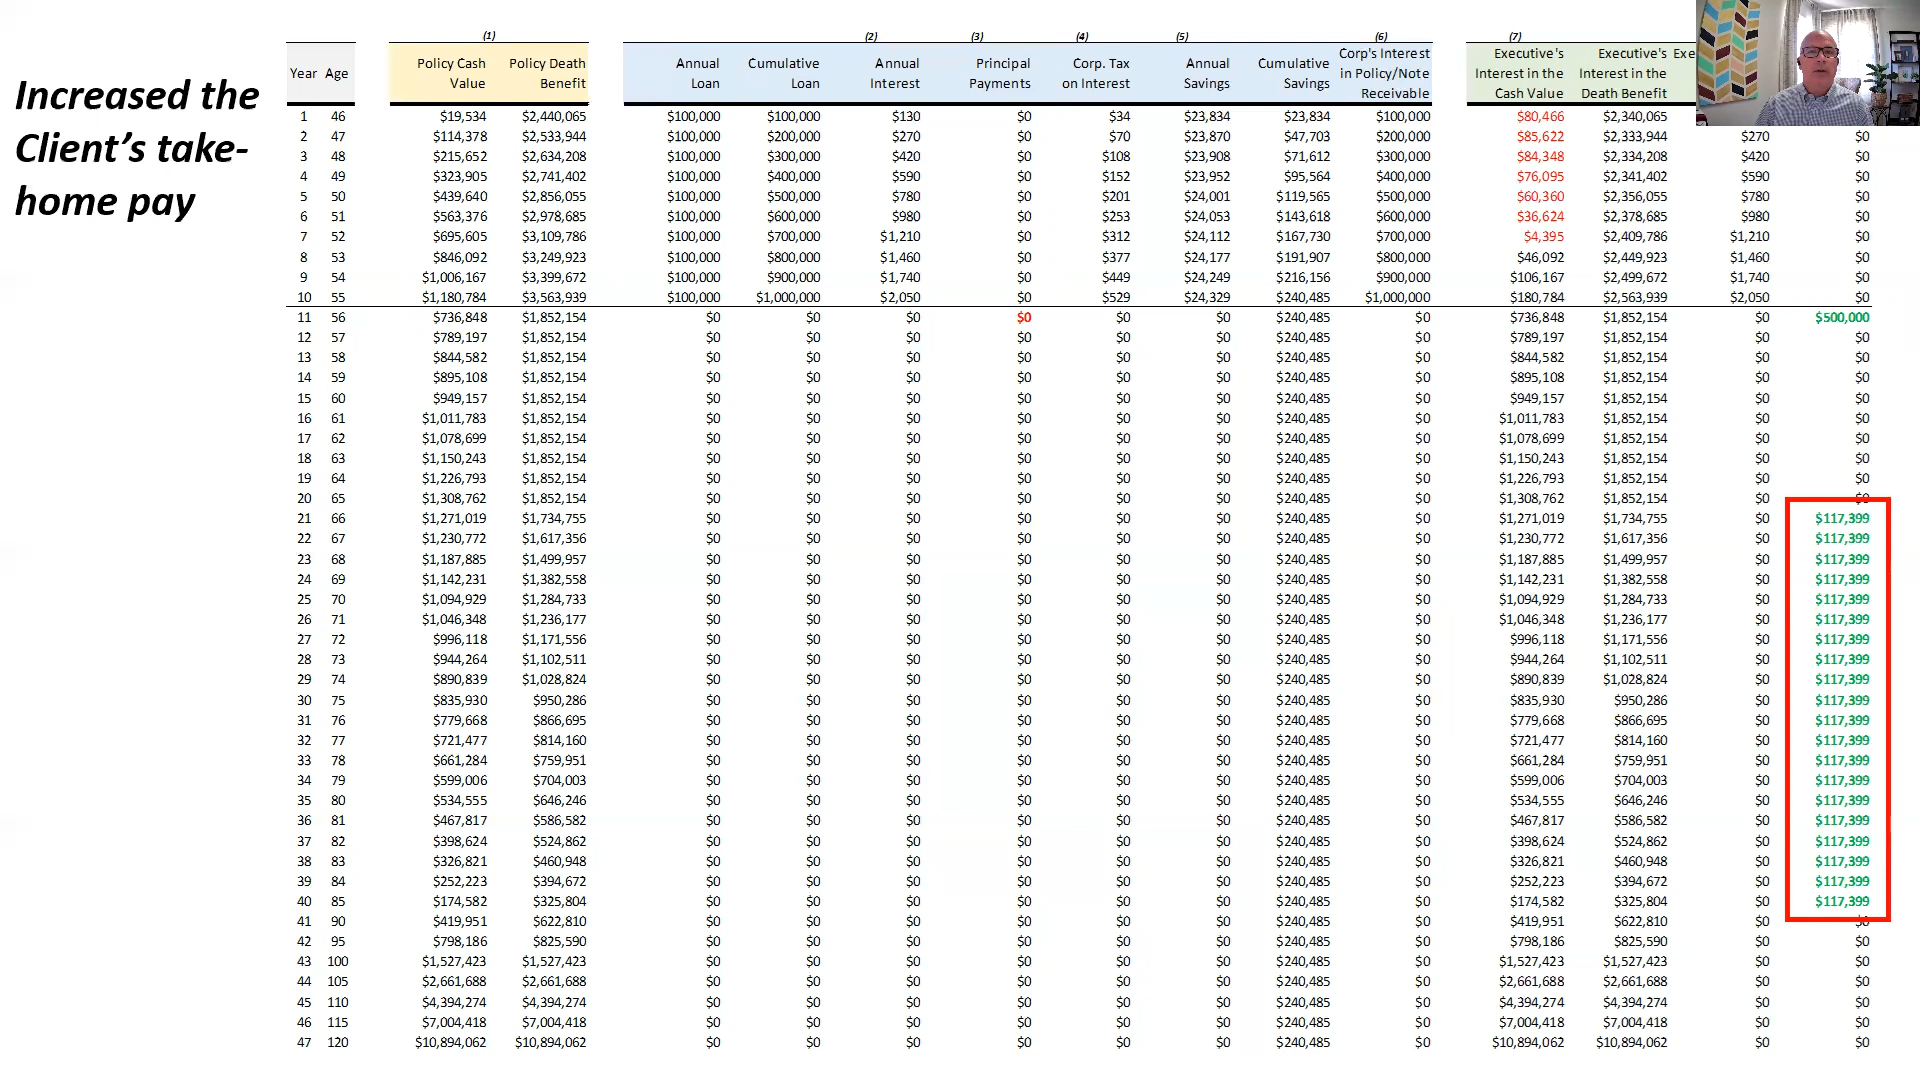 Increased the
Client's take-
home pay
(1) (2) (3) (4) (5) (6) (7)
Corp's Interest
Policy Cash Policy Death Annual Cumulative Annual Principal Corp. Tax Annual Cumulative in Policy/Note Executive's Executive's Exe
Year Age Value Benefit Loan Loan Interest Payments on Interest Savings Savings Receivable Interest in the Interest in the
Cash Value Death Benefit
1 46 $19,534 $2,440,065 $100,000 $100,000 $130 $0 $34 $23,834 $23,834 $100,000 $80,466 $2,340,065
2 47 $114,378 $2,533,944 $100,000 $200,000 $270 $0 $70 $23,870 $47,703 $200,000 $85,622 $2,333,944 $270 $0
3 48 $215,652 $2,634,208 $100,000 $300,000 $420 $0 $108 $23,908 $71,612 $300,000 $84,348 $2,334,208 $420 $0
4 49 $323,905 $2,741,402 $100,000 $400,000 $590 $0 $152 $23,952 $95,564 $400,000 $76,095 $2,341,402 $590 $0
5 50 $439,640 $2,856,055 $100,000 $500,000 $780 $0 $201 $24,001 $119,565 $500,000 $60,360 $2,356,055 $780 $0
6 51 $563,376 $2,978,685 $100,000 $600,000 $980 $0 $253 $24,053 $143,618 $600,000 $36,624 $2,378,685 $980 $0
7 52 $695,605 $3,109,786 $100,000 $700,000 $1,210 $0 $312 $24,112 $167,730 $700,000 $4,395 $2,409,786 $1,210 $0
8 53 $846,092 $3,249,923 $100,000 $800,000 $1,460 $0 $377 $24,177 $191,907 $800,000 $46,092 $2,449,923 $1,460 $0
9 54 $1,006,167 $3,399,672 $100,000 $900,000 $1,740 $0 $449 $24,249 $216,156 $900,000 $106,167 $2,499,672 $1,740 $0
10 55 $1,180,784 $3,563,939 $100,000 $1,000,000 $2,050 $0 $529 $24,329 $240,485 $1,000,000 $180,784 $2,563,939 $2,050 $0
11 56 $736,848 $1,852,154 $0 $0 $0 $0 $0 $0 $240,485 $0 $736,848 $1,852,154 $0 $500,000
12 57 $789,197 $1,852,154 $0 $0 $0 $0 $0 $0 $240,485 $0 $789,197 $1,852,154 $0 $0
13 58 $844,582 $1,852,154 $0 $0 $0 $0 $0 $0 $240,485 $0 $844,582 $1,852,154 $0 $0
14 59 $895,108 $1,852,154 $0 $0 $0 $0 $0 $0 $240,485 $0 $895,108 $1,852,154 $0 $0
15 60 $949,157 $1,852,154 $0 $0 $0 $0 $0 $0 $240,485 $0 $949,157 $1,852,154 $0 $0
16 61 $1,011,783 $1,852,154 $0 $0 $0 $0 $0 $0 $240,485 $0 $1,011,783 $1,852,154 $0 $0
17 62 $1,078,699 $1,852,154 $0 $0 $0 $0 $0 $0 $240,485 $0 $1,078,699 $1,852,154 $0 $0
18 63 $1,150,243 $1,852,154 $0 $0 $0 $0 $0 $0 $240,485 $0 $1,150,243 $1,852,154 $0 $0
19 64 $1,226,793 $1,852,154 $0 $0 $0 $0 $0 $0 $240,485 $0 $1,226,793 $1,852,154 $0 $0
20 65 $1,308,762 $1,852,154 $0 $0 $0 $0 $0 $0 $240,485 $0 $1,308,762 $1,852,154 $0 $0
21 66 $1,271,019 $1,734,755 $0 $0 $0 $0 $0 $0 $240,485 $0 $1,271,019 $1,734,755 $0 $117,399
22 67 $1,230,772 $1,617,356 $0 $0 $0 $0 $0 $0 $240,485 $0 $1,230,772 $1,617,356 $0 $117,399
23 68 $1,187,885 $1,499,957 $0 $0 $0 $0 $0 $0 $240,485 $0 $1,187,885 $1,499,957 $0 $117,399
24 69 $1,142,231 $1,382,558 $0 $0 $0 $0 $0 $0 $240,485 $0 $1,142,231 $1,382,558 $0 $117,399
25 70 $1,094,929 $1,284,733 $0 $0 $0 $0 $0 $0 $240,485 $0 $1,094,929 $1,284,733 $0 $117,399
26 71 $1,046,348 $1,236,177 $0 $0 $0 $0 $0 $0 $240,485 $0 $1,046,348 $1,236,177 $0 $117,399
27 72 $996,118 $1,171,556 $0 $0 $0 $0 $0 $0 $240,485 $0 $996,118 $1,171,556 $0 $117,399
28 73 $944,264 $1,102,511 $0 $0 $0 $0 $0 $0 $240,485 $0 $944,264 $1,102,511 $0 $117,399
29 74 $890,839 $1,028,824 $0 $0 $0 $0 $0 $0 $240,485 $0 $890,839 $1,028,824 $0 $117,399
30 75 $835,930 $950,286 $0 $0 $0 $0 $0 $0 $240,485 $0 $835,930 $950,286 $0 $117,399
31 76 $779,668 $866,695 $0 $0 $0 $0 $0 $0 $240,485 $0 $779,668 $866,695 $0 $117,399
32 77 $721,477 $814,160 $0 $0 $0 $0 $0 $0 $240,485 $0 $721,477 $814,160 $0 $117,399
33 78 $661,284 $759,951 $0 $0 $0 $0 $0 $0 $240,485 $0 $661,284 $759,951 $0 $117,399
34 79 $599,006 $704,003 $0 $0 $0 $0 $0 $0 $240,485 $0 $599,006 $704,003 $0 $117,399
35 80 $534,555 $646,246 $0 $0 $0 $0 $0 $0 $240,485 $0 $534,555 $646,246 $0 $117,399
36 81 $467,817 $586,582 $0 $0 $0 $0 $0 $0 $240,485 $0 $467,817 $586,582 $0 $117,399
37 82 $398,624 $524,862 $0 $0 $0 $0 $0 $0 $240,485 $0 $398,624 $524,862 $0 $117,399
38 83 $326,821 $460,948 $0 $0 $0 $0 $0 $0 $240,485 $0 $326,821 $460,948 $0 $117,399
39 84 $252,223 $394,672 $0 $0 $0 $0 $0 $0 $240,485 $0 $252,223 $394,672 $0 $117,399
40 85 $174,582 $325,804 $0 $0 $0 $0 $0 $0 $240,485 $0 $174,582 $325,804 $0 $117,399
41 90 $419,951 $622,810 $0 $0 $0 $0 $0 $0 $240,485 $0 $419,951 $622,810 $0 $0
42 95 $798,186 $825,590 $0 $0 $0 $0 $0 $0 $240,485 $0 $798,186 $825,590 $0 $0
43 100 $1,527,423 $1,527,423 $0 $0 $0 $0 $0 $0 $240,485 $0 $1,527,423 $1,527,423 $0 $0
44 105 $2,661,688 $2,661,688 $0 $0 $0 $0 $0 $0 $240,485 $0 $2,661,688 $2,661,688 $0 $0
45 110 $4,394,274 $4,394,274 $0 $0 $0 $0 $0 $0 $240,485 $0 $4,394,274 $4,394,274 $0 $0
46 115 $7,004,418 $7,004,418 $0 $0 $0 $0 $0 $0 $240,485 $0 $7,004,418 $7,004,418 $0 $0
47 120 $10,894,062 $10,894,062 $0 $0 $0 $0 $0 $0 $240,485 $0 $10,894,062 $10,894,062 $0 $0